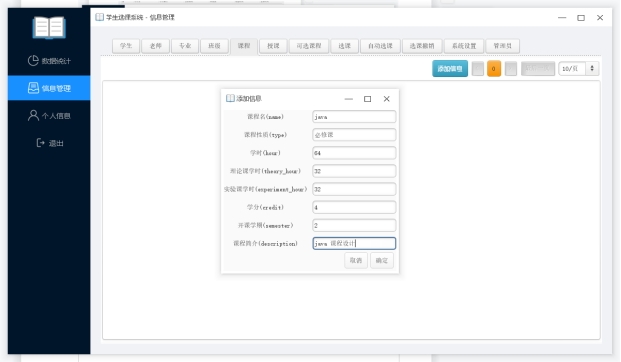 学生选课系统 - 信息管理
学生 老师 专业 班级 课程 授课 可选课程 选课 自动选课 选课撤销 系统设置 管理员
数据统计
信息管理
个人信息
退出
添加信息 0 10/页
添加信息
课程名(name) java
课程性质(type) 必修课
学时(hour) 64
理论课学时(theory_hour) 32
实验课学时(experiment_hour) 32
学分(credit) 4
开课学期(semester) 2
课程简介(description) java 课程设计
取消 确定